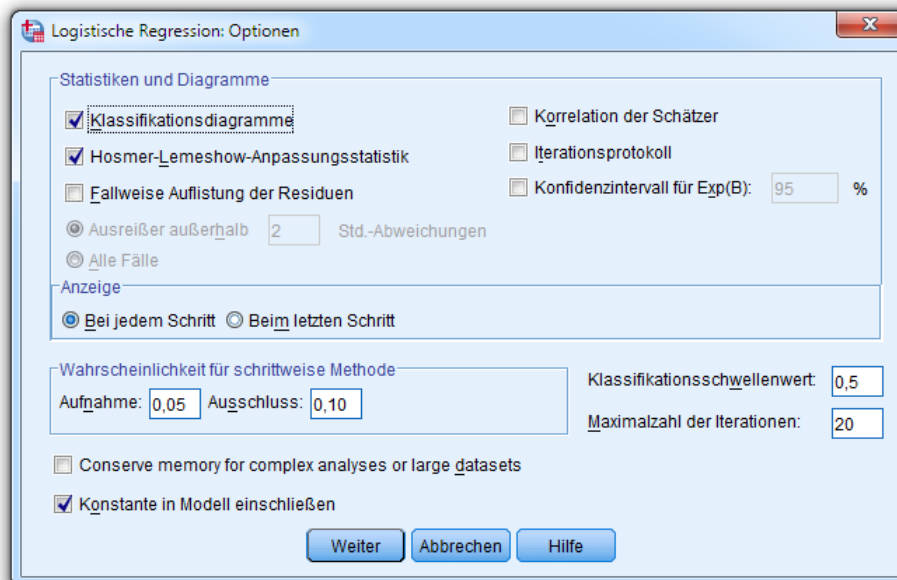 Logistische Regression: Optionen
Statistiken und Diagramme
Klassifikationsdiagramme
Hosmer-Lemeshow-Anpassungsstatistik
Fallweise Auflistung der Residuen
Ausreißer außerhalb 2 Std.-Abweichungen
Alle Fälle
Korrelation der Schätzer
Iterationsprotokoll
Konfidenzintervall für Exp(B): 95 %
Anzeige
Bei jedem Schritt Beim letzten Schritt
Wahrscheinlichkeit für schrittweise Methode
Aufnahme: 0,05 Ausschluss: 0,10
Klassifikationsschwellenwert: 0,5
Maximalzahl der Iterationen: 20
Conserve memory for complex analyses or large datasets
Konstante in Modell einschließen
Weiter Abbrechen Hilfe